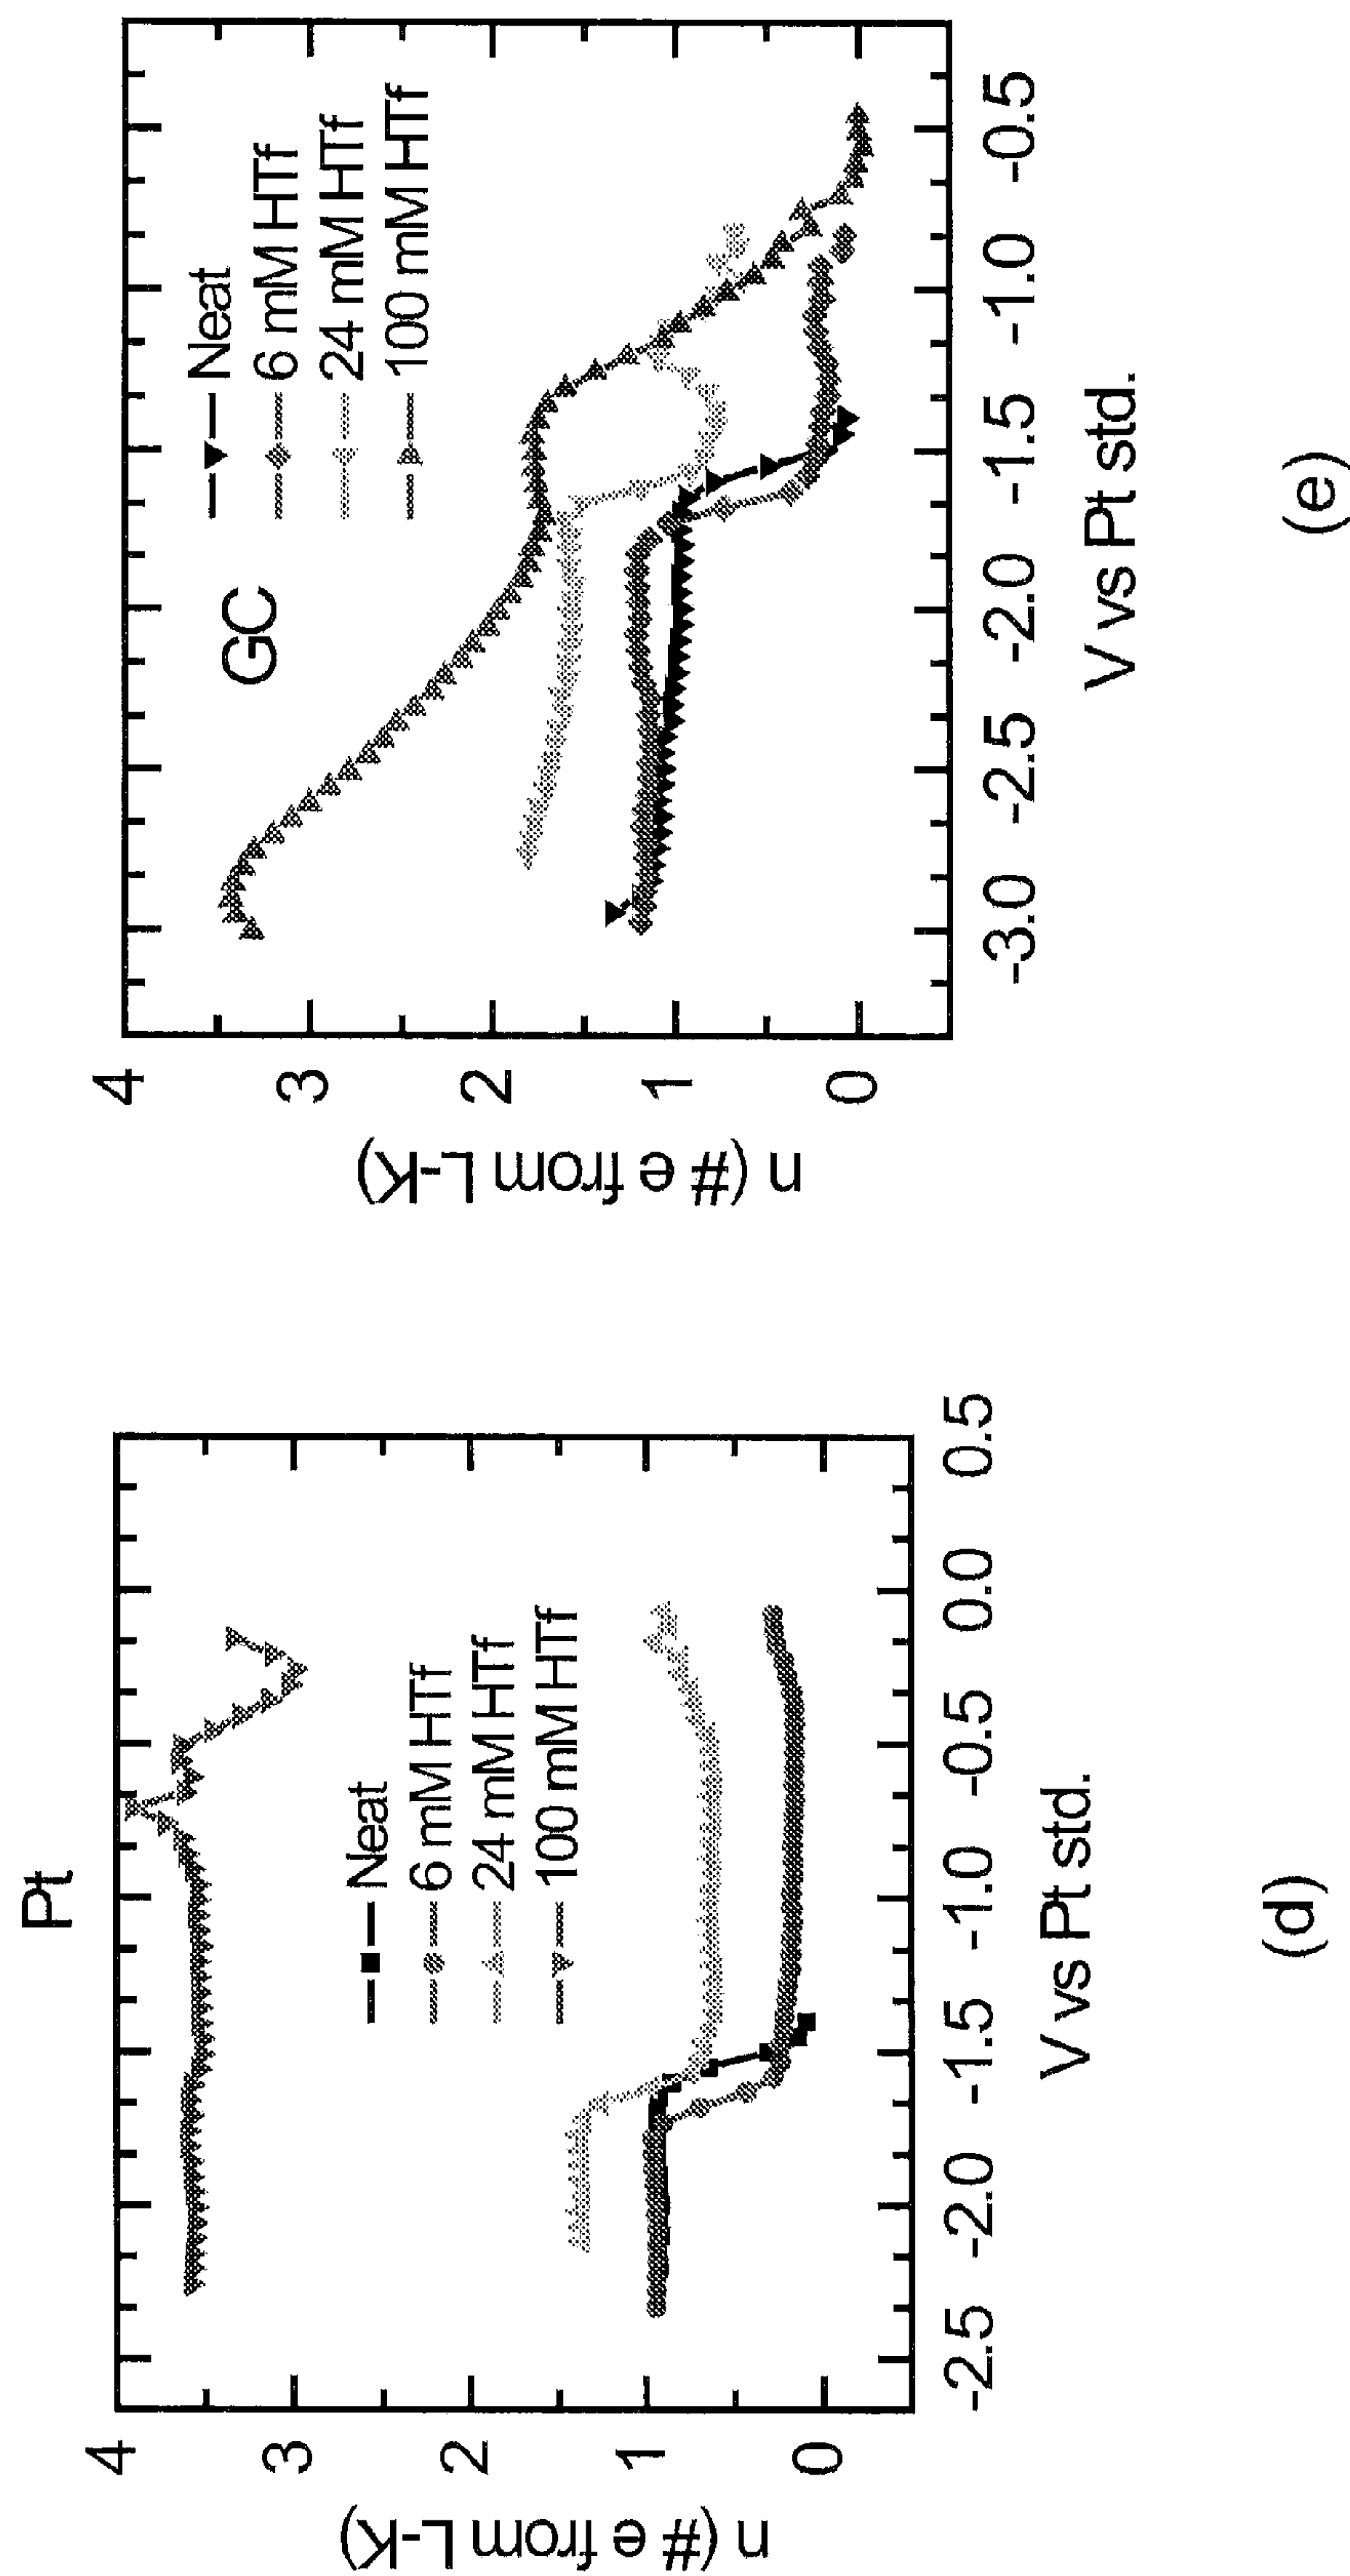 Pt
4
3
2
1
0
n (# e from L-K)
Neat
6 mM HTf
24 mM HTf
100 mM HTf
-2.5 -2.0 -1.5 -1.0 -0.5 0.0 0.5
V vs Pt std.
(d)
4
3
2
1
0
n (# e from L-K)
GC
Neat
6 mM HTf
24 mM HTf
100 mM HTf
-3.0 -2.5 -2.0 -1.5 -1.0 -0.5
V vs Pt std.
(e)